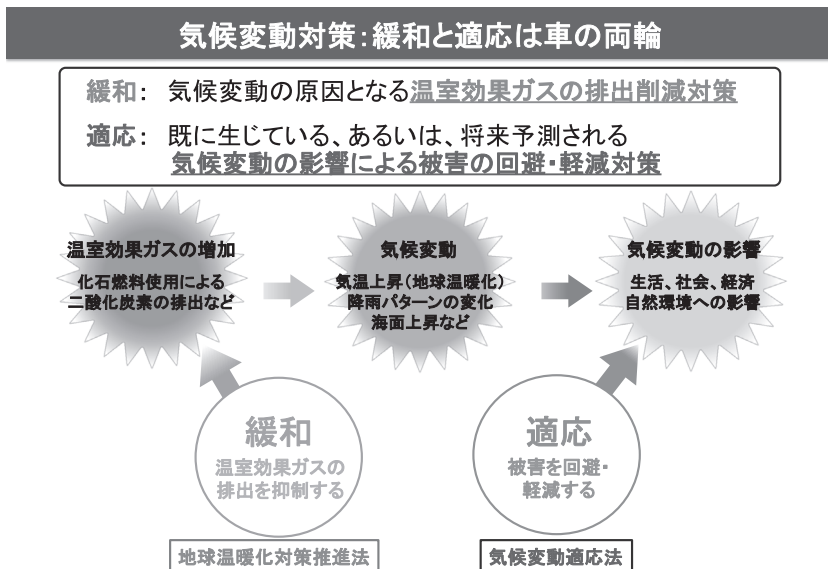 気候変動対策：緩和と適応は車の両輪
緩和： 気候変動の原因となる温室効果ガスの排出削減対策
適応： 既に生じている、あるいは、将来予測される
気候変動の影響による被害の回避・軽減対策
温室効果ガスの増加
化石燃料使用による
二酸化炭素の排出など
気候変動
気温上昇（地球温暖化）
降雨パターンの変化
海面上昇など
気候変動の影響
生活、社会、経済
自然環境への影響
緩和
温室効果ガスの
排出を抑制する
適応
被害を回避・
軽減する
地球温暖化対策推進法
気候変動適応法